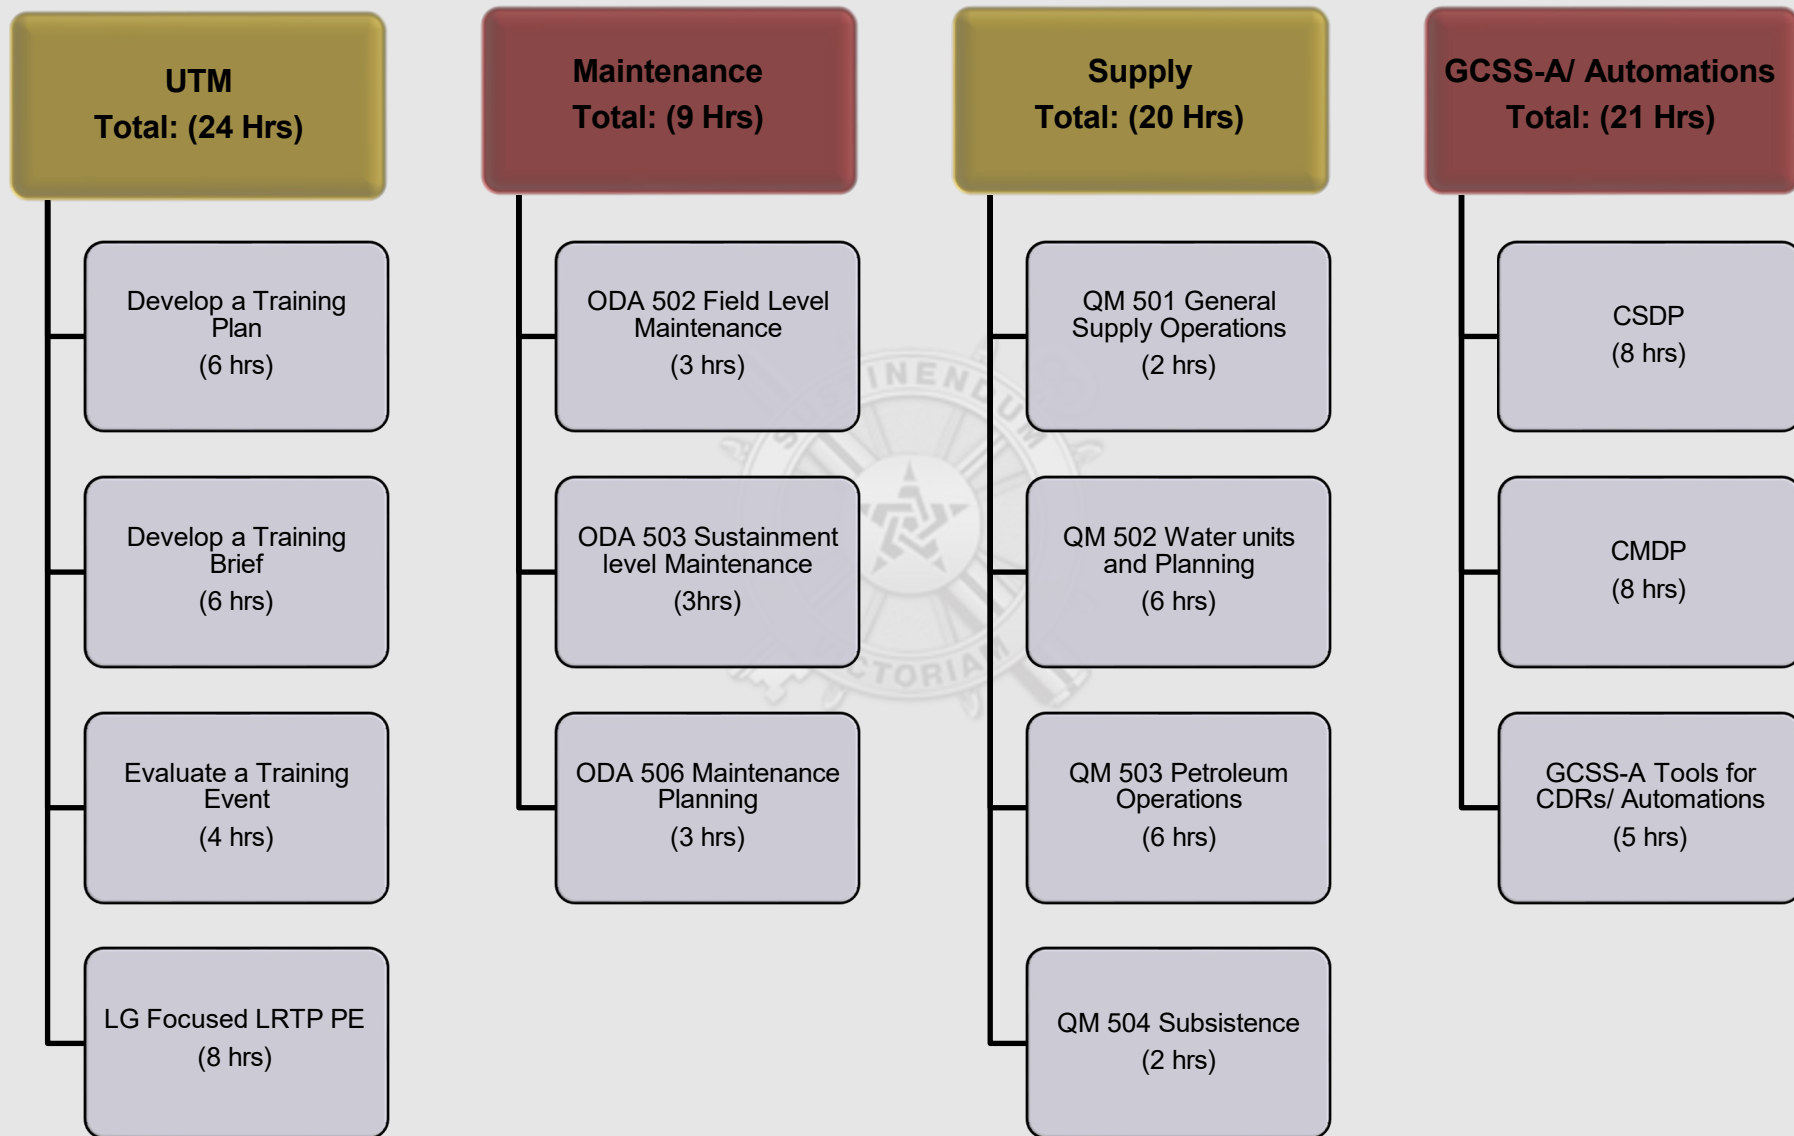 UTM
Total: (24 Hrs)
Develop a Training
Plan
(6 hrs)
Develop a Training
Brief
(6 hrs)
Evaluate a Training
Event
(4 hrs)
LG Focused LRTP PE
(8 hrs)
Maintenance
Total: (9 Hrs)
ODA 502 Field Level
Maintenance
(3 hrs)
ODA 503 Sustainment
level Maintenance
(3hrs)
ODA 506 Maintenance
Planning
(3 hrs)
Supply
Total: (20 Hrs)
QM 501 General
Supply Operations
(2 hrs)
QM 502 Water units
and Planning
(6 hrs)
QM 503 Petroleum
Operations
(6 hrs)
QM 504 Subsistence
(2 hrs)
GCSS-A/ Automations
Total: (21 Hrs)
CSDP
(8 hrs)
CMDP
(8 hrs)
GCSS-A Tools for
CDRs/ Automations
(5 hrs)
SUSTINENDUM
VICTORIAM